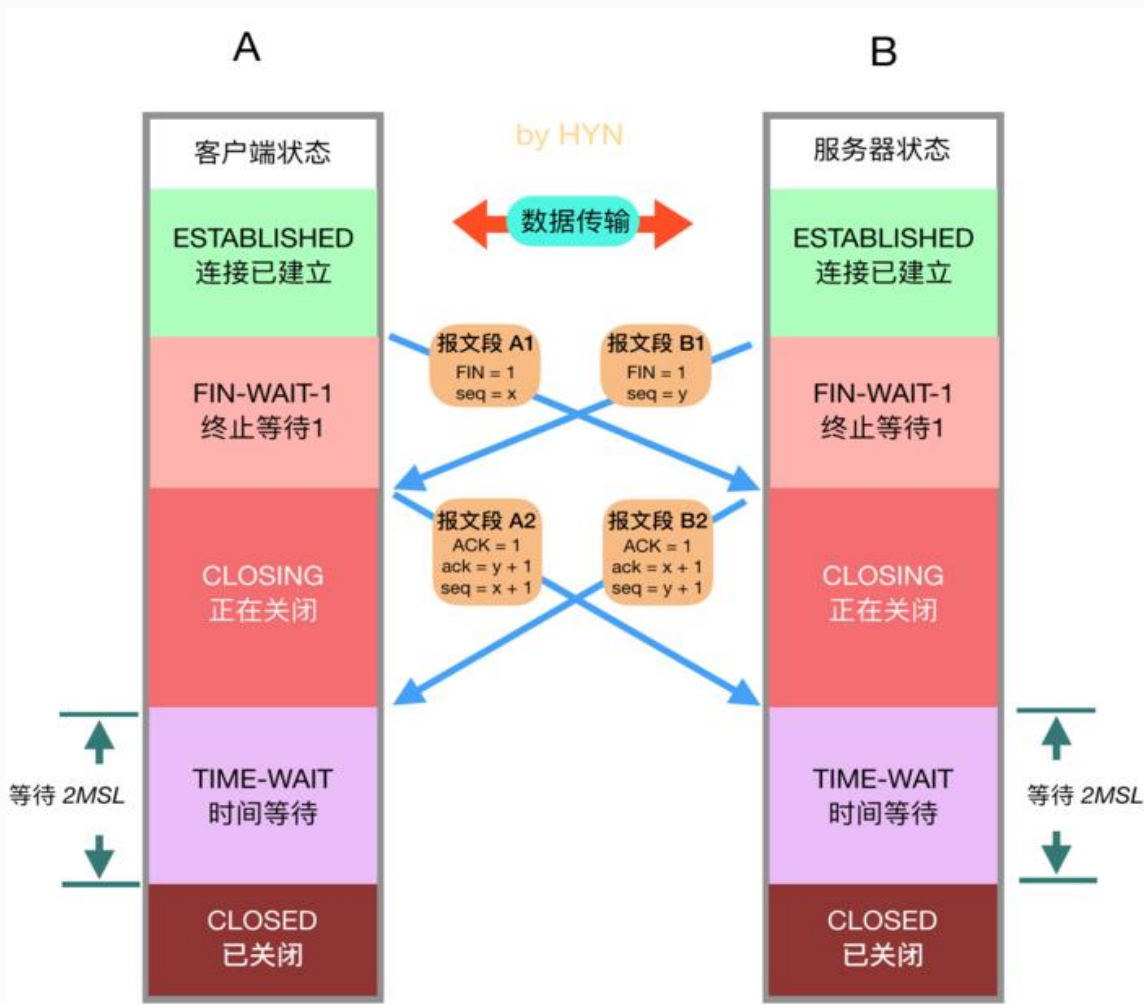 A
B
客户端状态
by HYN
服务器状态
数据传输
ESTABLISHED
连接已建立
ESTABLISHED
连接已建立
报文段 A1
FIN = 1
seq = x
报文段 B1
FIN = 1
seq = y
FIN-WAIT-1
终止等待1
FIN-WAIT-1
终止等待1
报文段 A2
ACK = 1
ack = y + 1
seq = x + 1
报文段 B2
ACK = 1
ack = x + 1
seq = y + 1
CLOSING
正在关闭
CLOSING
正在关闭
等待 2MSL
TIME-WAIT
时间等待
TIME-WAIT
时间等待
等待 2MSL
CLOSED
已关闭
CLOSED
已关闭